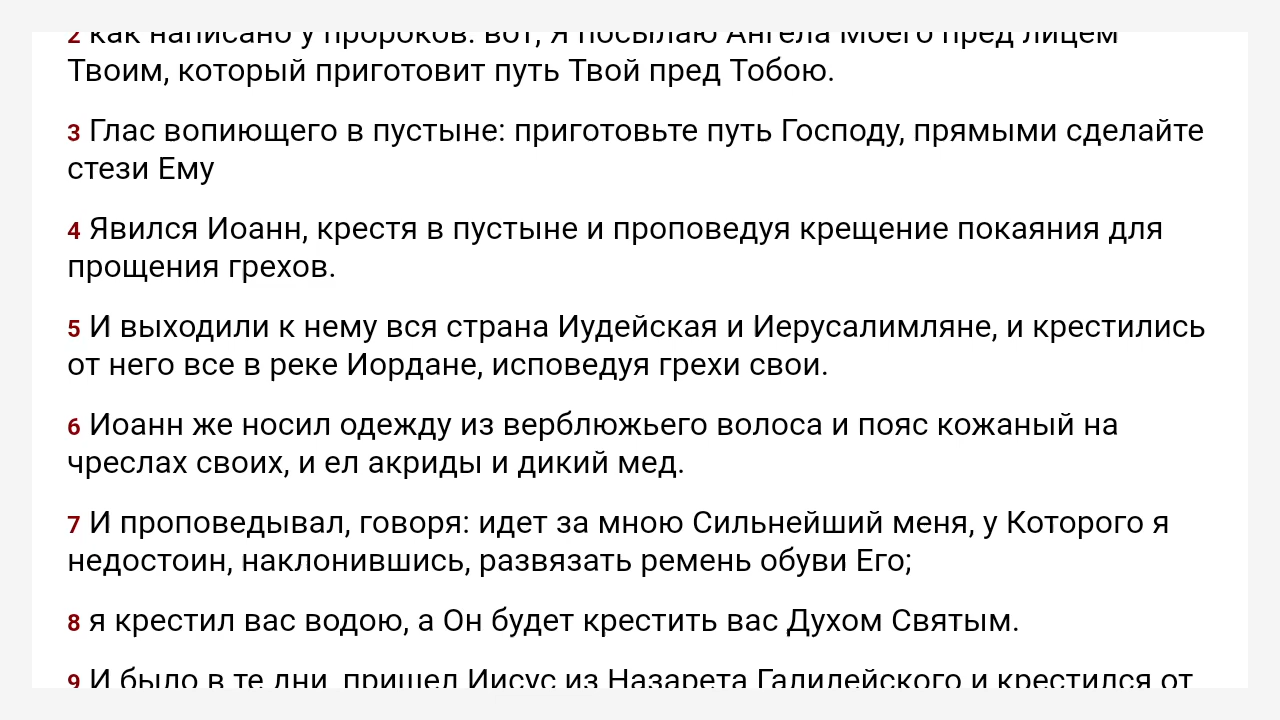 2 как написано у пророков: вот, Я посылаю Ангела Моего пред лицем
Твоим, который приготовит путь Твой пред Тобою.
3 Глас вопиющего в пустыне: приготовьте путь Господу, прямыми сделайте
стези Ему
4 Явился Иоанн, крестя в пустыне и проповедуя крещение покаяния для
прощения грехов.
5 И выходили к нему вся страна Иудейская и Иерусалимляне, и крестились
от него все в реке Иордане, исповедуя грехи свои.
6 Иоанн же носил одежду из верблюжьего волоса и пояс кожаный на
чреслах своих, и ел акриды и дикий мед.
7 И проповедывал, говоря: идет за мною Сильнейший меня, у Которого я
недостоин, наклонившись, развязать ремень обуви Его;
8 я крестил вас водою, а Он будет крестить вас Духом Святым.
9 И было в те дни, пришел Иисус из Назарета Галилейского и крестился от